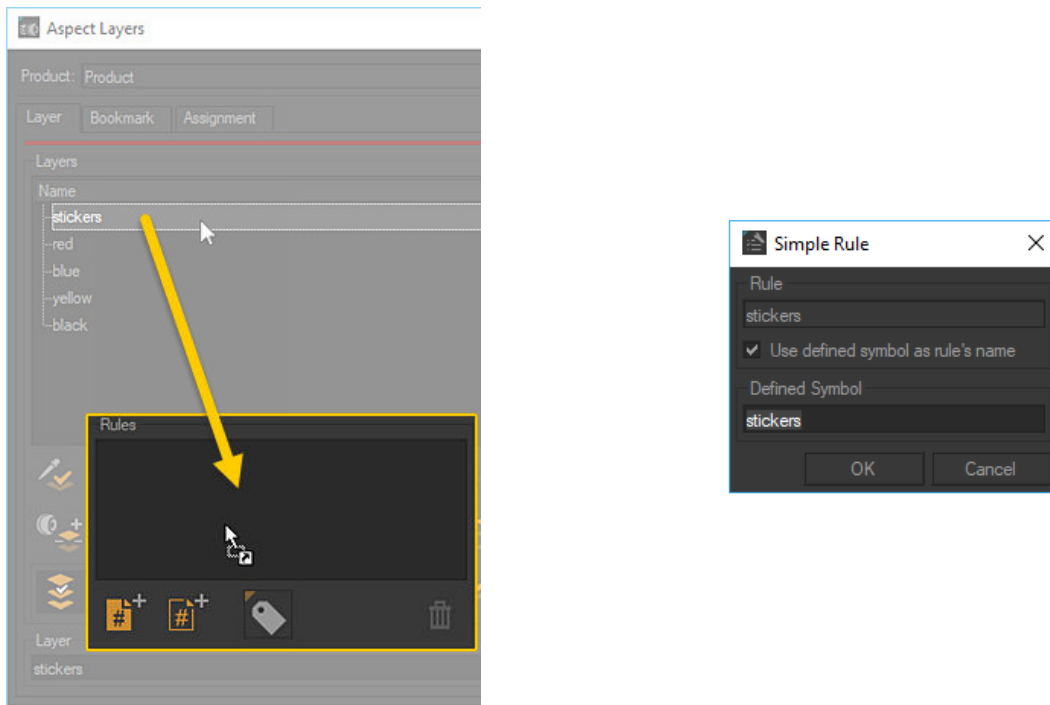 Aspect Layers
Product: Product
Layer Bookmark Assignment
Layers
Name
stickers
red
blue
yellow
black
Rules
Layer
stickers
Simple Rule
Rule
stickers
Use defined symbol as rule's name
Defined Symbol
stickers
OK Cancel